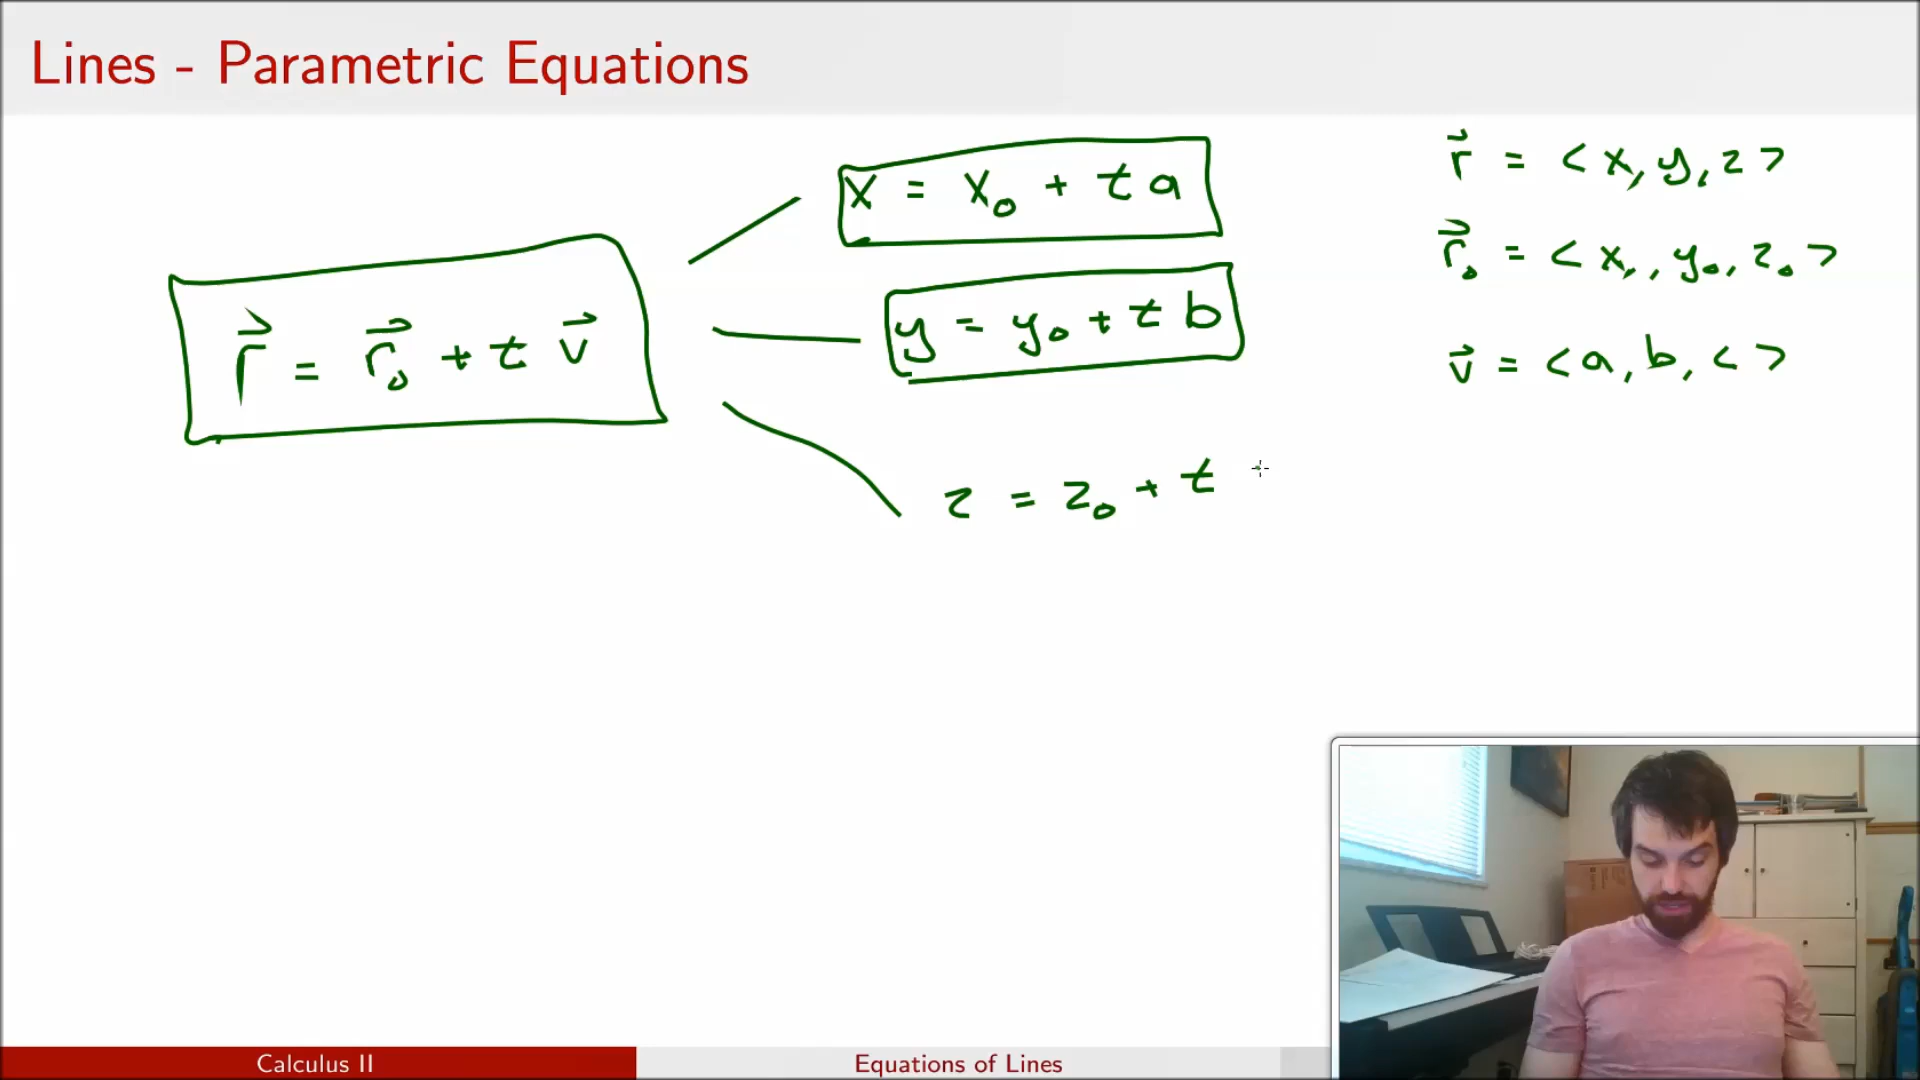 Lines - Parametric Equations
x = x₀ + t a
r⃗ = < x, y, z >
r⃗₀ = < x₀, y₀, z₀ >
y = y₀ + t b
r⃗ = r⃗₀ + t v⃗
v⃗ = < a, b, c >
z = z₀ + t
Calculus II
Equations of Lines